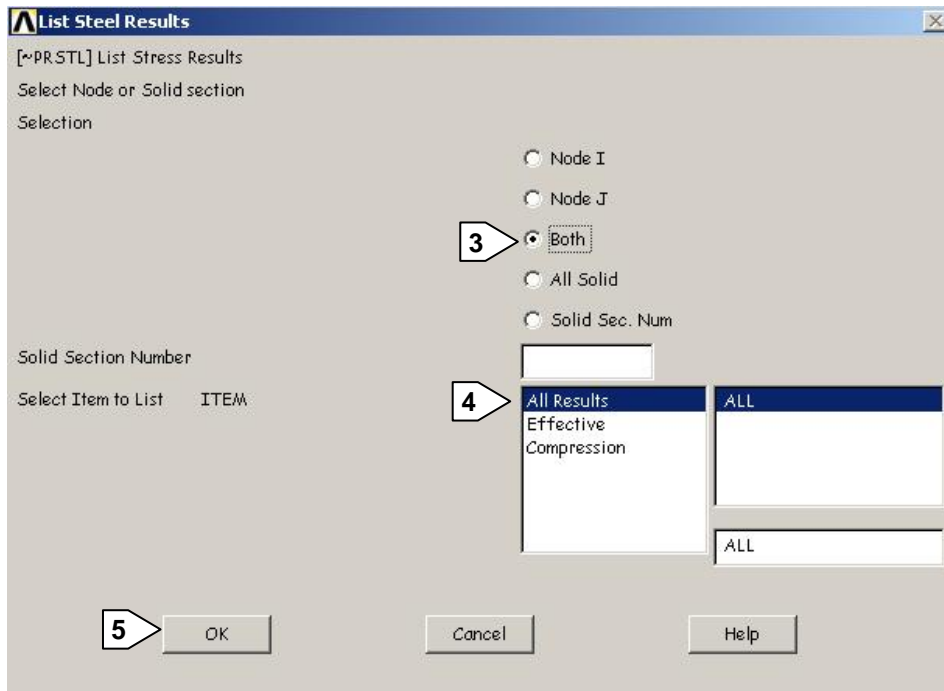 List Steel Results
[~PRSTL] List Stress Results
Select Node or Solid section
Selection
Node I
Node J
3 Both
All Solid
Solid Sec. Num
Solid Section Number
Select Item to List ITEM 4 All Results ALL
Effective
Compression
ALL
5 OK Cancel Help